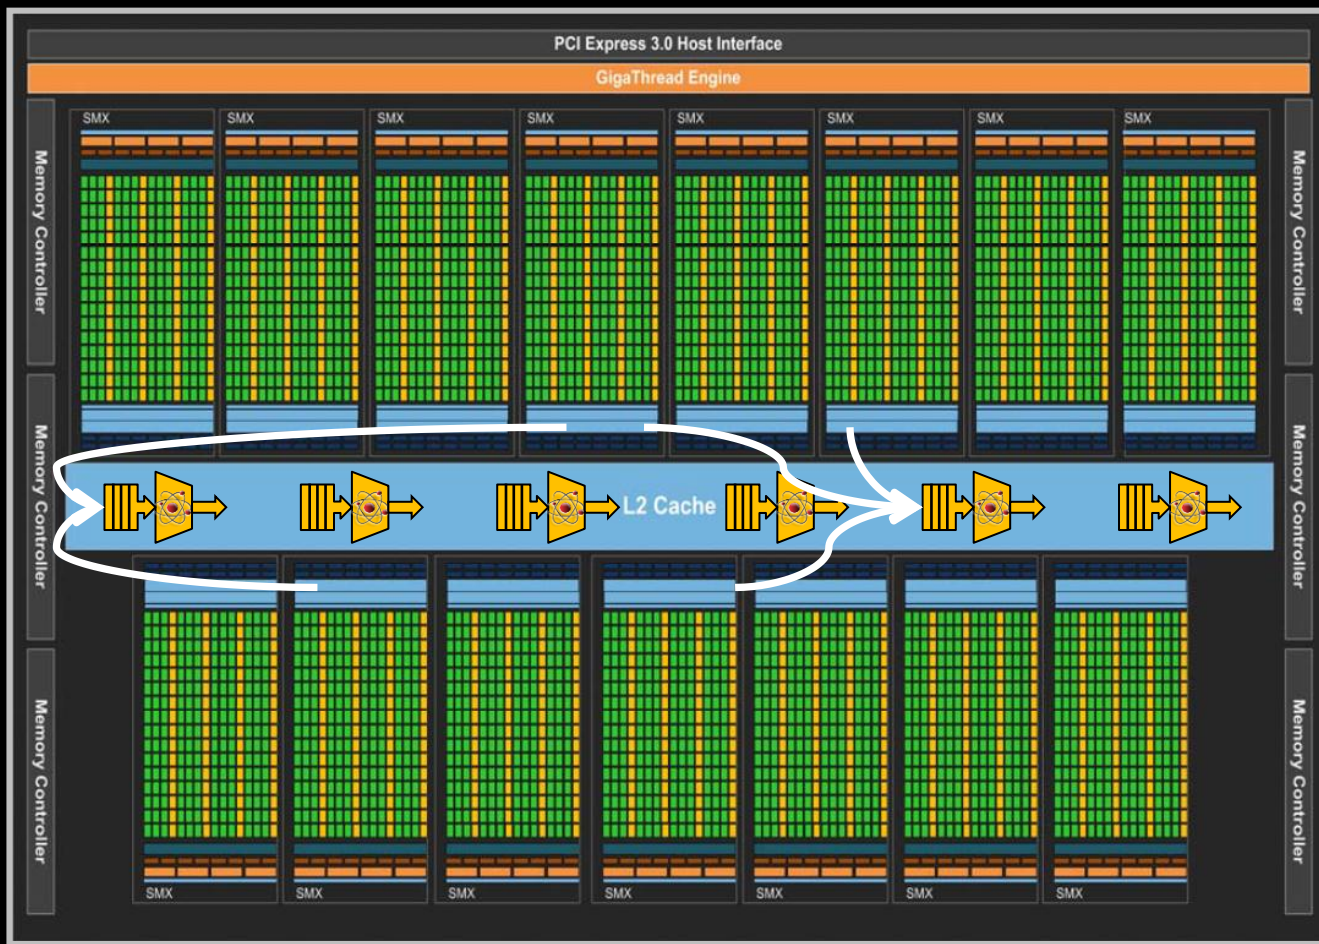 PCI Express 3.0 Host Interface
GigaThread Engine
Memory Controller
SMX
SMX
SMX
SMX
SMX
SMX
SMX
SMX
Memory Controller
Memory Controller
L2 Cache
Memory Controller
Memory Controller
SMX
SMX
SMX
SMX
SMX
SMX
SMX
Memory Controller